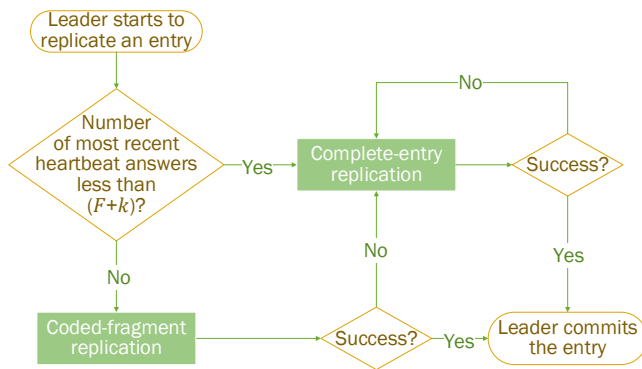 Leader starts to
replicate an entry
No
Number
of most recent
heartbeat answers
less than
(F+k)?
Yes
Complete-entry
replication
Success?
No
No
Yes
Coded-fragment
replication
Success?
Yes
Leader commits
the entry